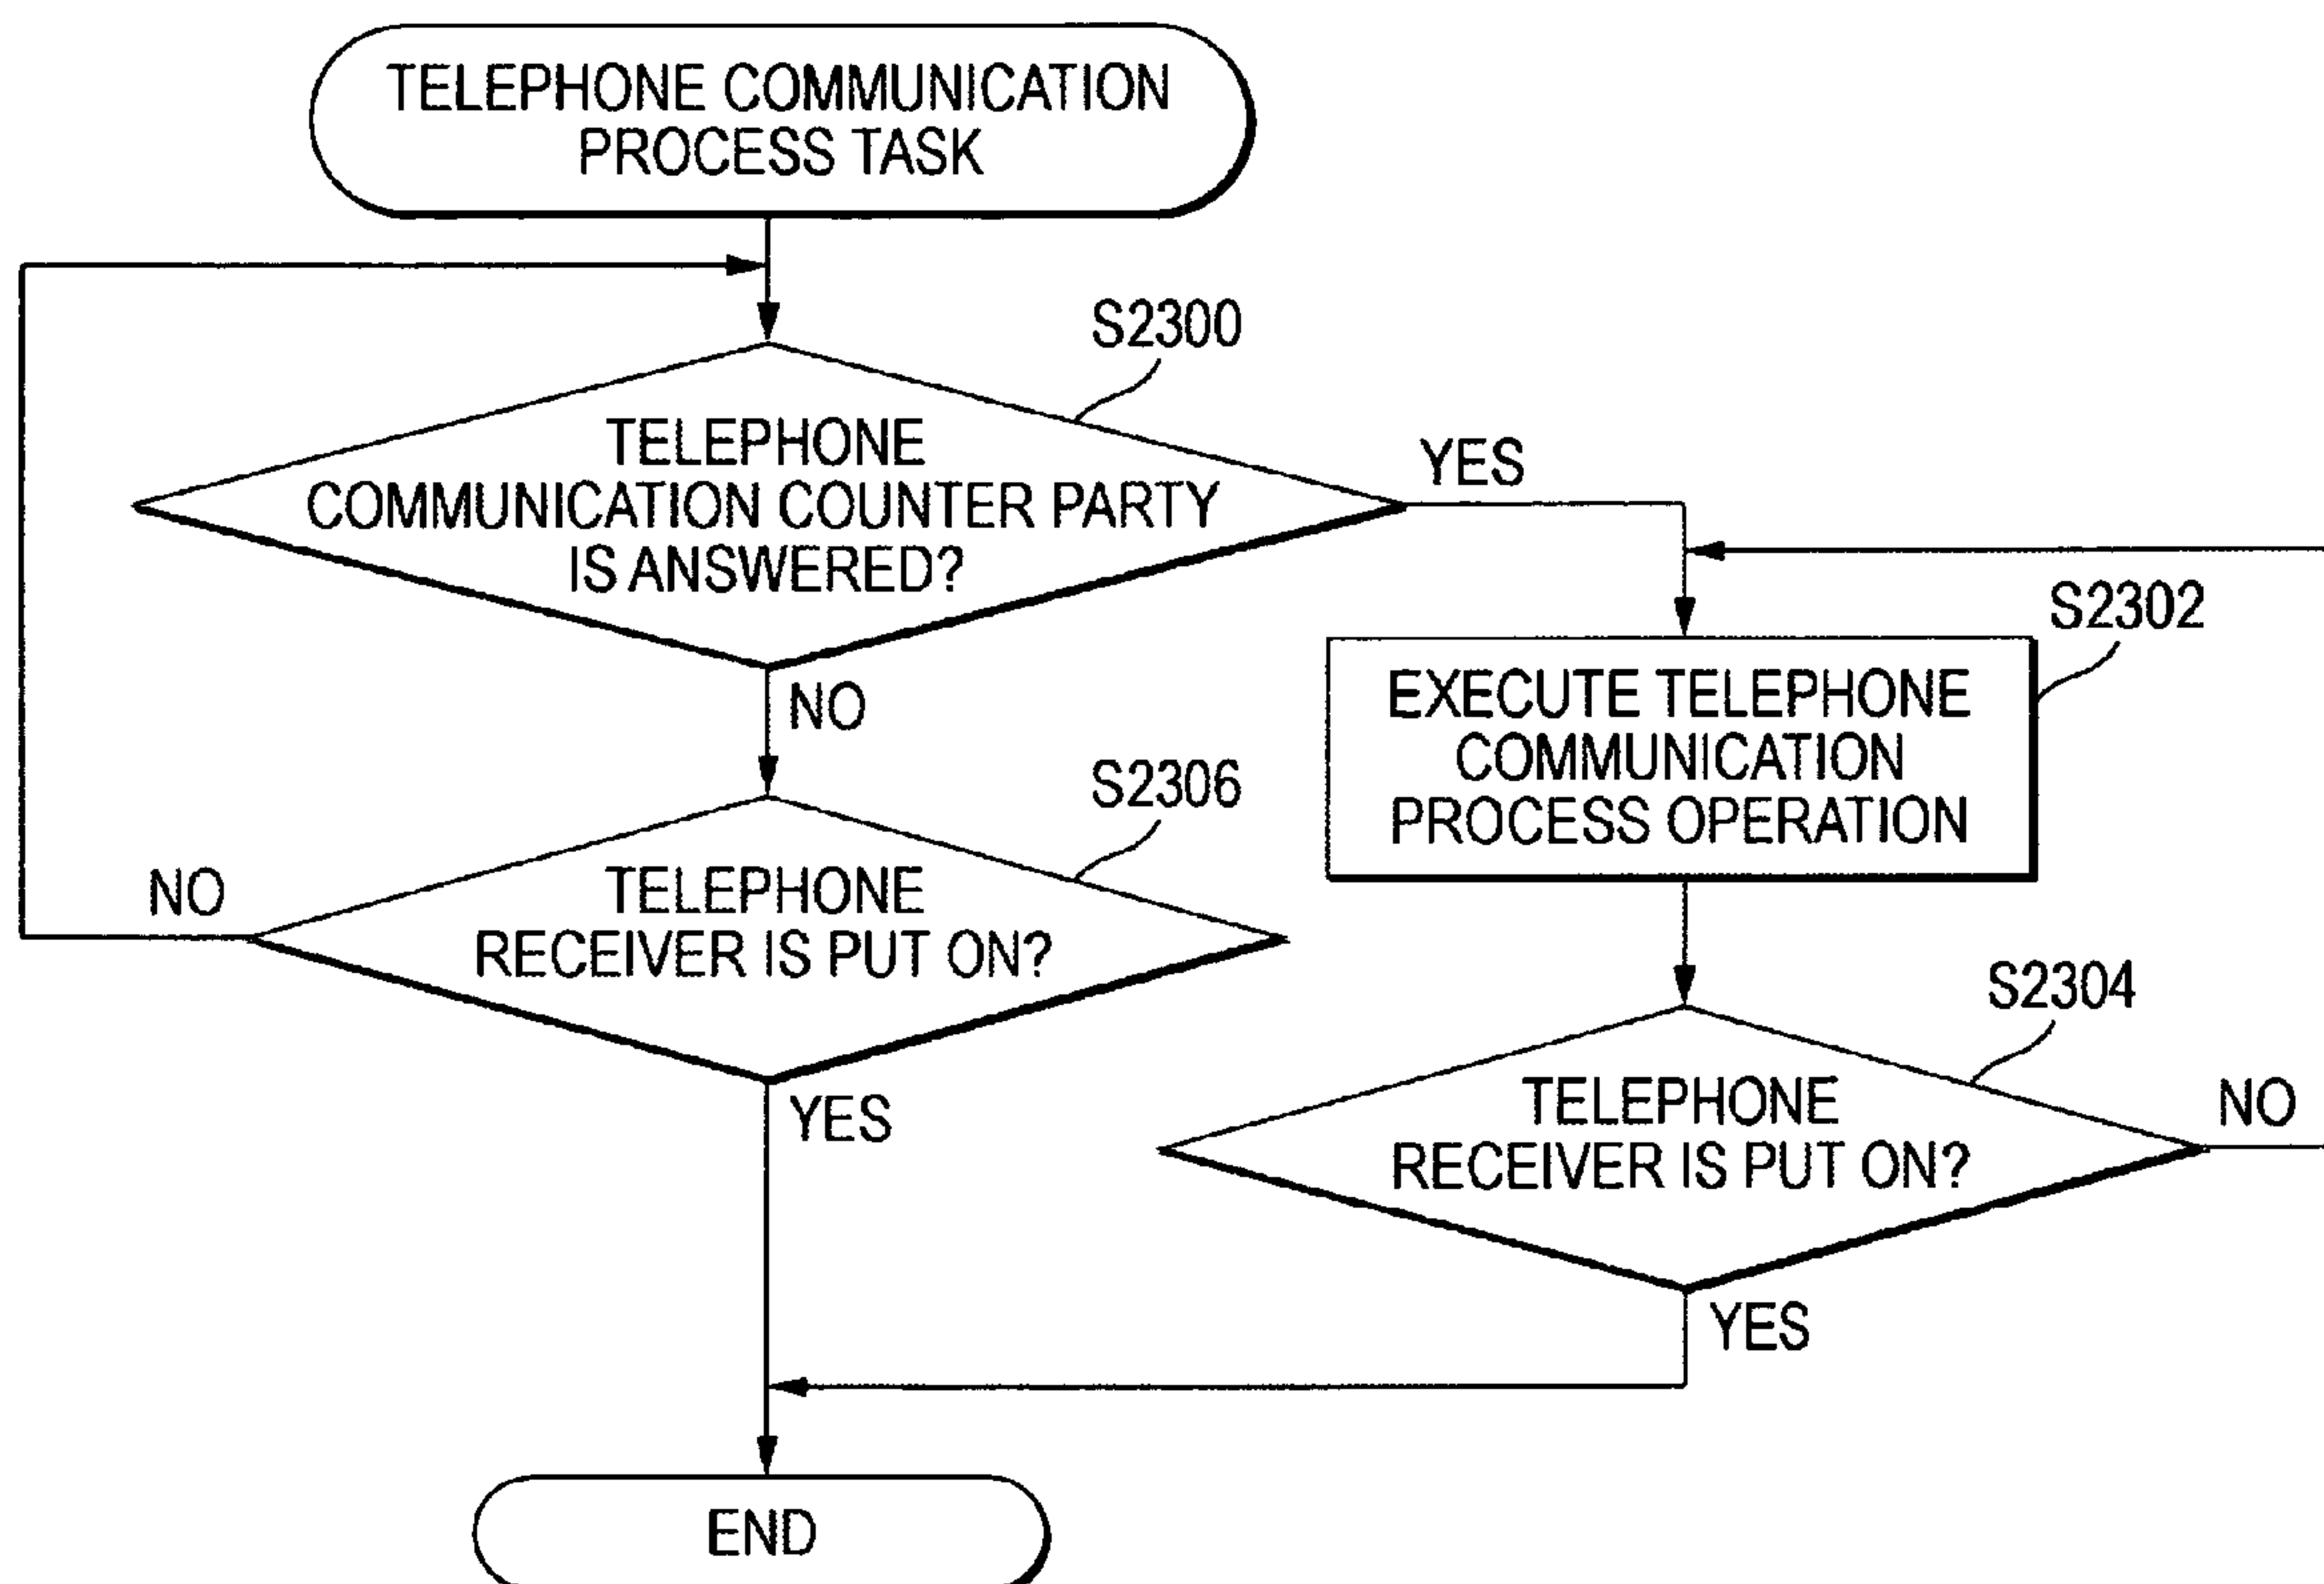 TELEPHONE COMMUNICATION
PROCESS TASK
S2300
TELEPHONE
COMMUNICATION COUNTER PARTY
IS ANSWERED?
YES
NO
S2302
EXECUTE TELEPHONE
COMMUNICATION
PROCESS OPERATION
S2306
TELEPHONE
RECEIVER IS PUT ON?
NO
YES
S2304
TELEPHONE
RECEIVER IS PUT ON?
NO
YES
END